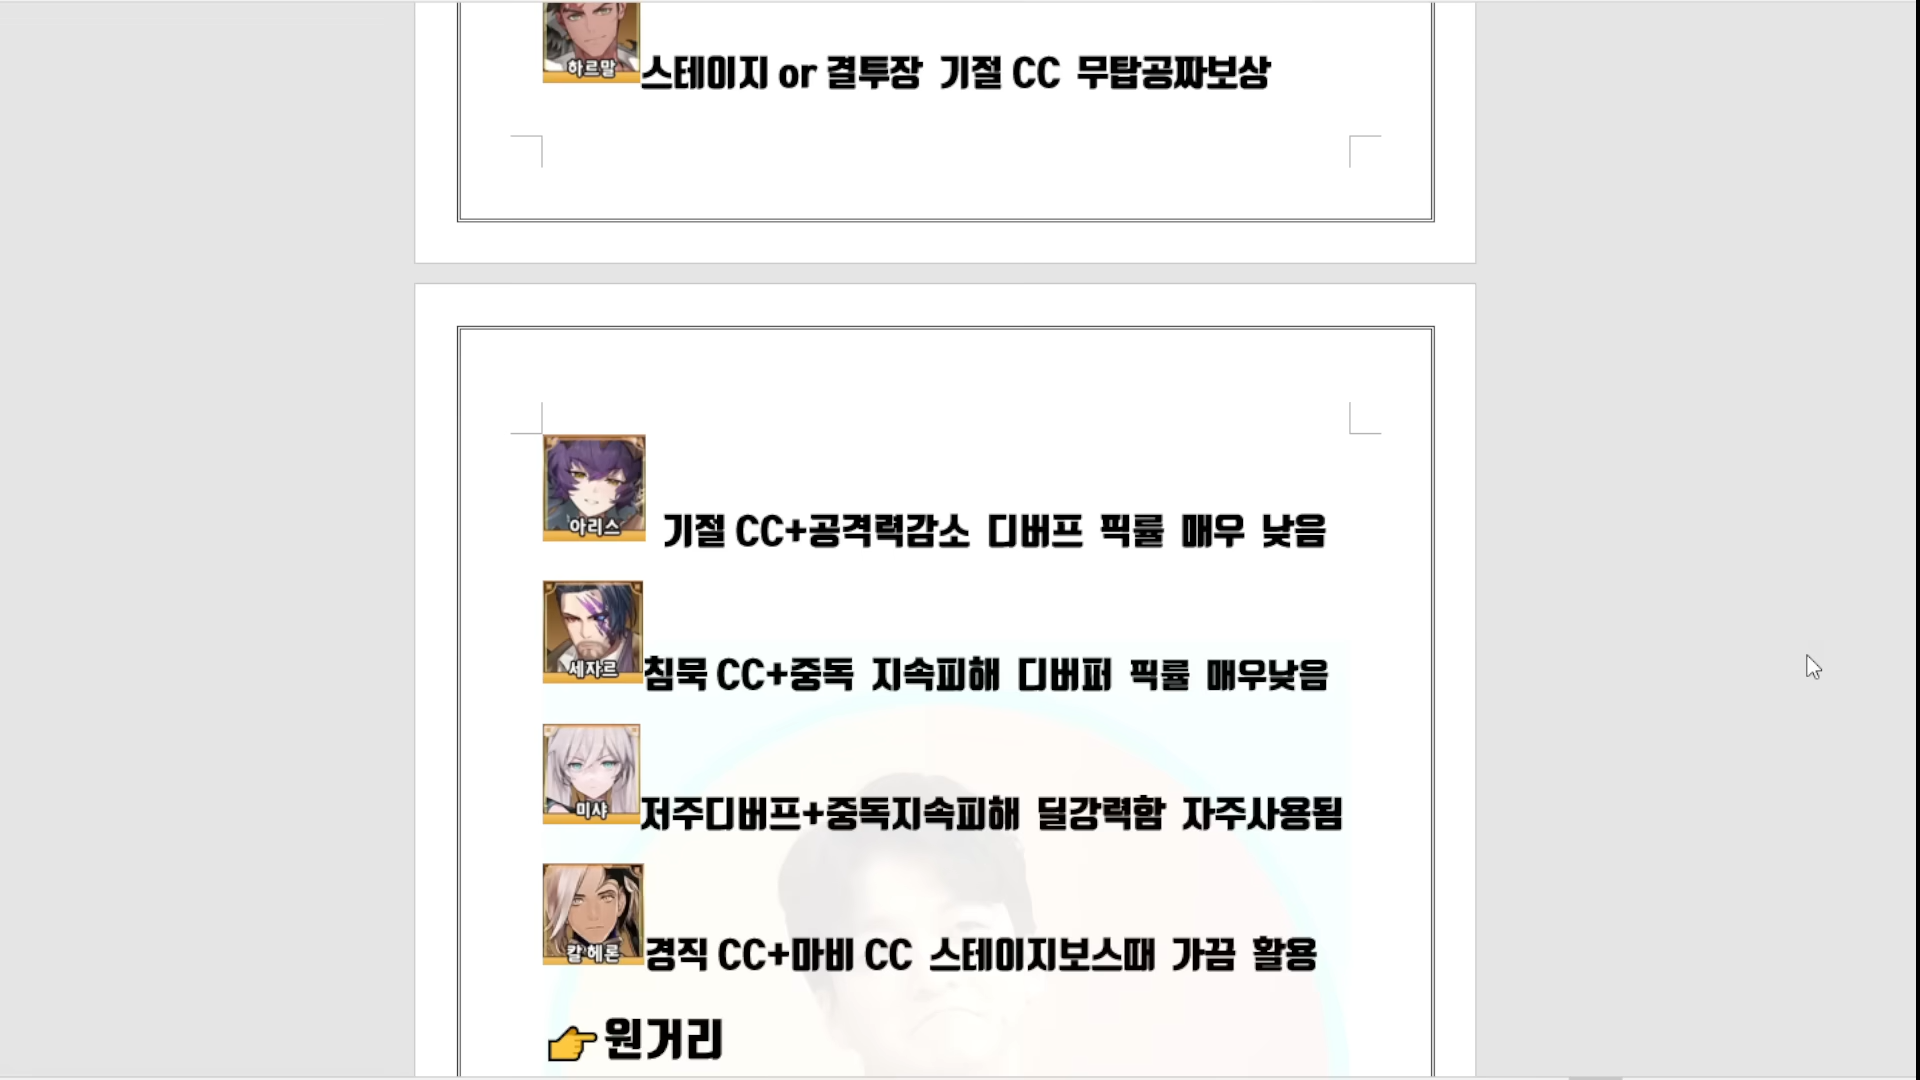 하르말
스테이지 or 결투장 기절 CC 무탑공짜보상
아리스
기절 CC+공격력감소 디버프 픽률 매우 낮음
세자르
침묵 CC+중독 지속피해 디버퍼 픽률 매우낮음
미샤
저주디버프+중독지속피해 딜강력함 자주사용됨
칼 헤론
경직 CC+마비 CC 스테이지보스때 가끔 활용
👉원거리